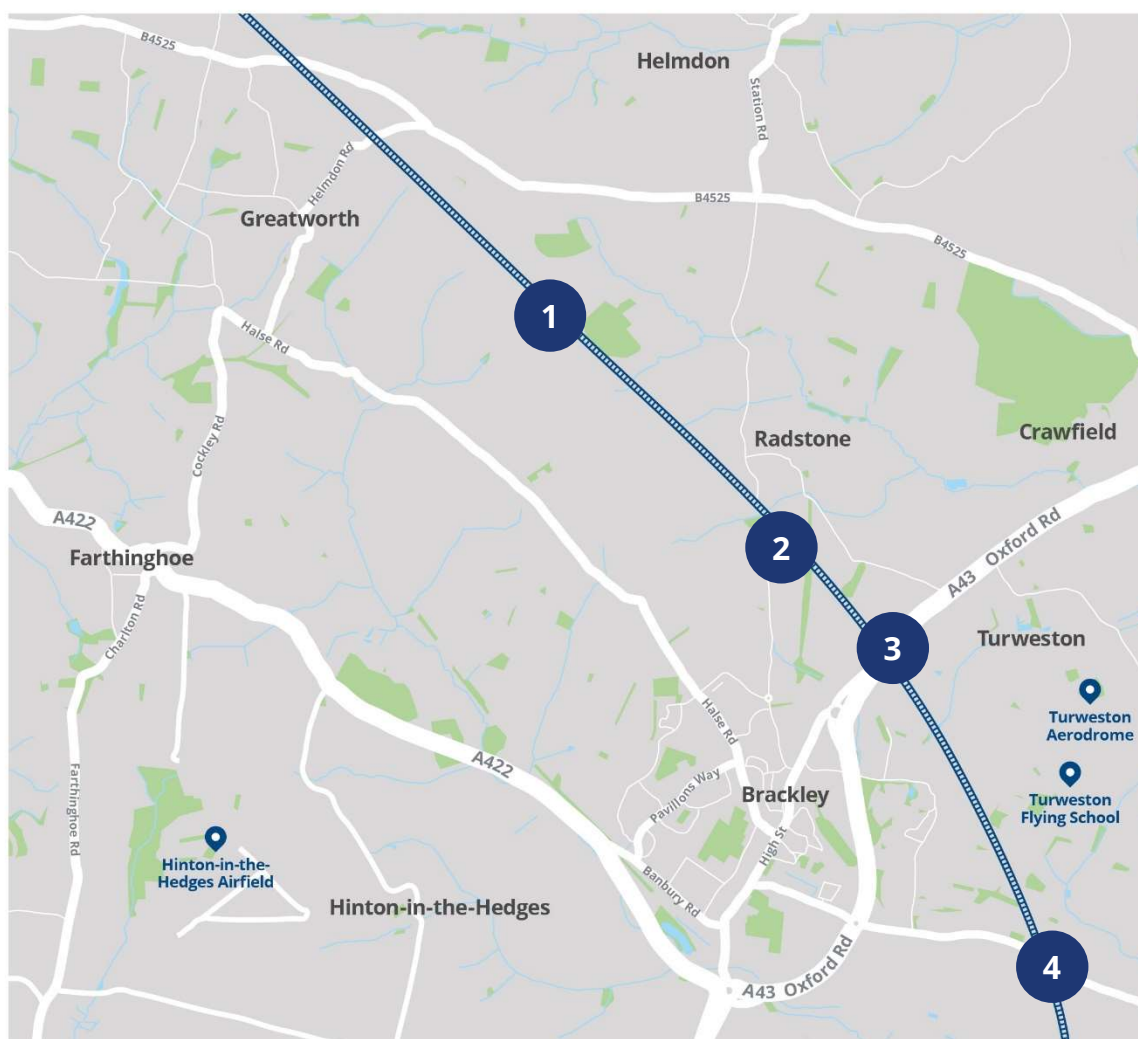 B4525
Helmdon
Station Rd
Helmdon Rd
B4525
Greatworth
B4525
1
Halse Rd
Radstone
Crawfield
Cockley Rd
A422
2
A43 Oxford Rd
Farthinghoe
Charlton Rd
3
Turweston
Turweston
Aerodrome
Halse Rd
A422
Farthinghoe Rd
Pavillons Way
Brackley
Turweston
Flying School
High St
Hinton-in-the-
Hedges Airfield
Banbury Rd
Hinton-in-the-Hedges
A43 Oxford Rd
4